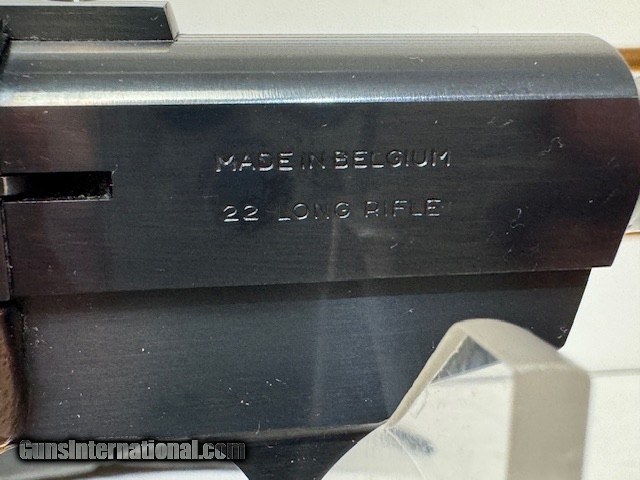 MADE IN BELGIUM
22 LONG RIFLE
GunsInternational.com